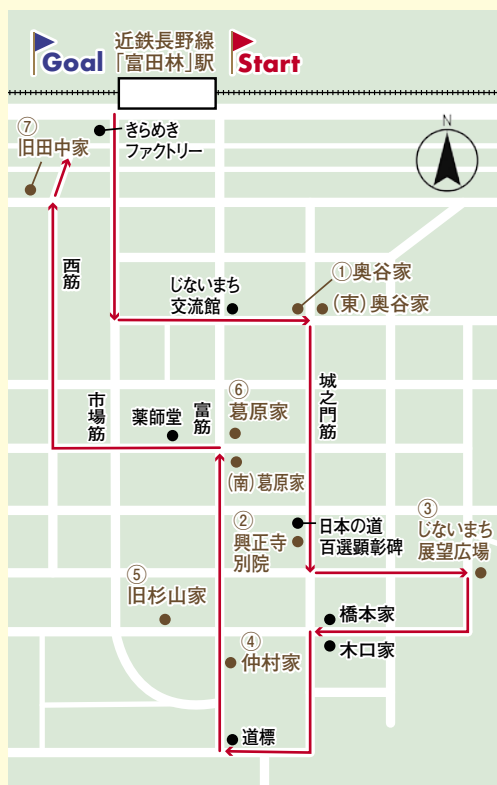 Goal
近鉄長野線
「富田林」駅
Start
N
⑦
旧田中家
きらめき
ファクトリー
西筋
じないまち
交流館
①奥谷家
(東)奥谷家
城之門筋
市場筋
薬師堂
富筋
⑥
葛原家
(南)葛原家
②
興正寺
別院
日本の道
百選顕彰碑
③
じないまち
展望広場
⑤
旧杉山家
橋本家
木口家
④
仲村家
道標